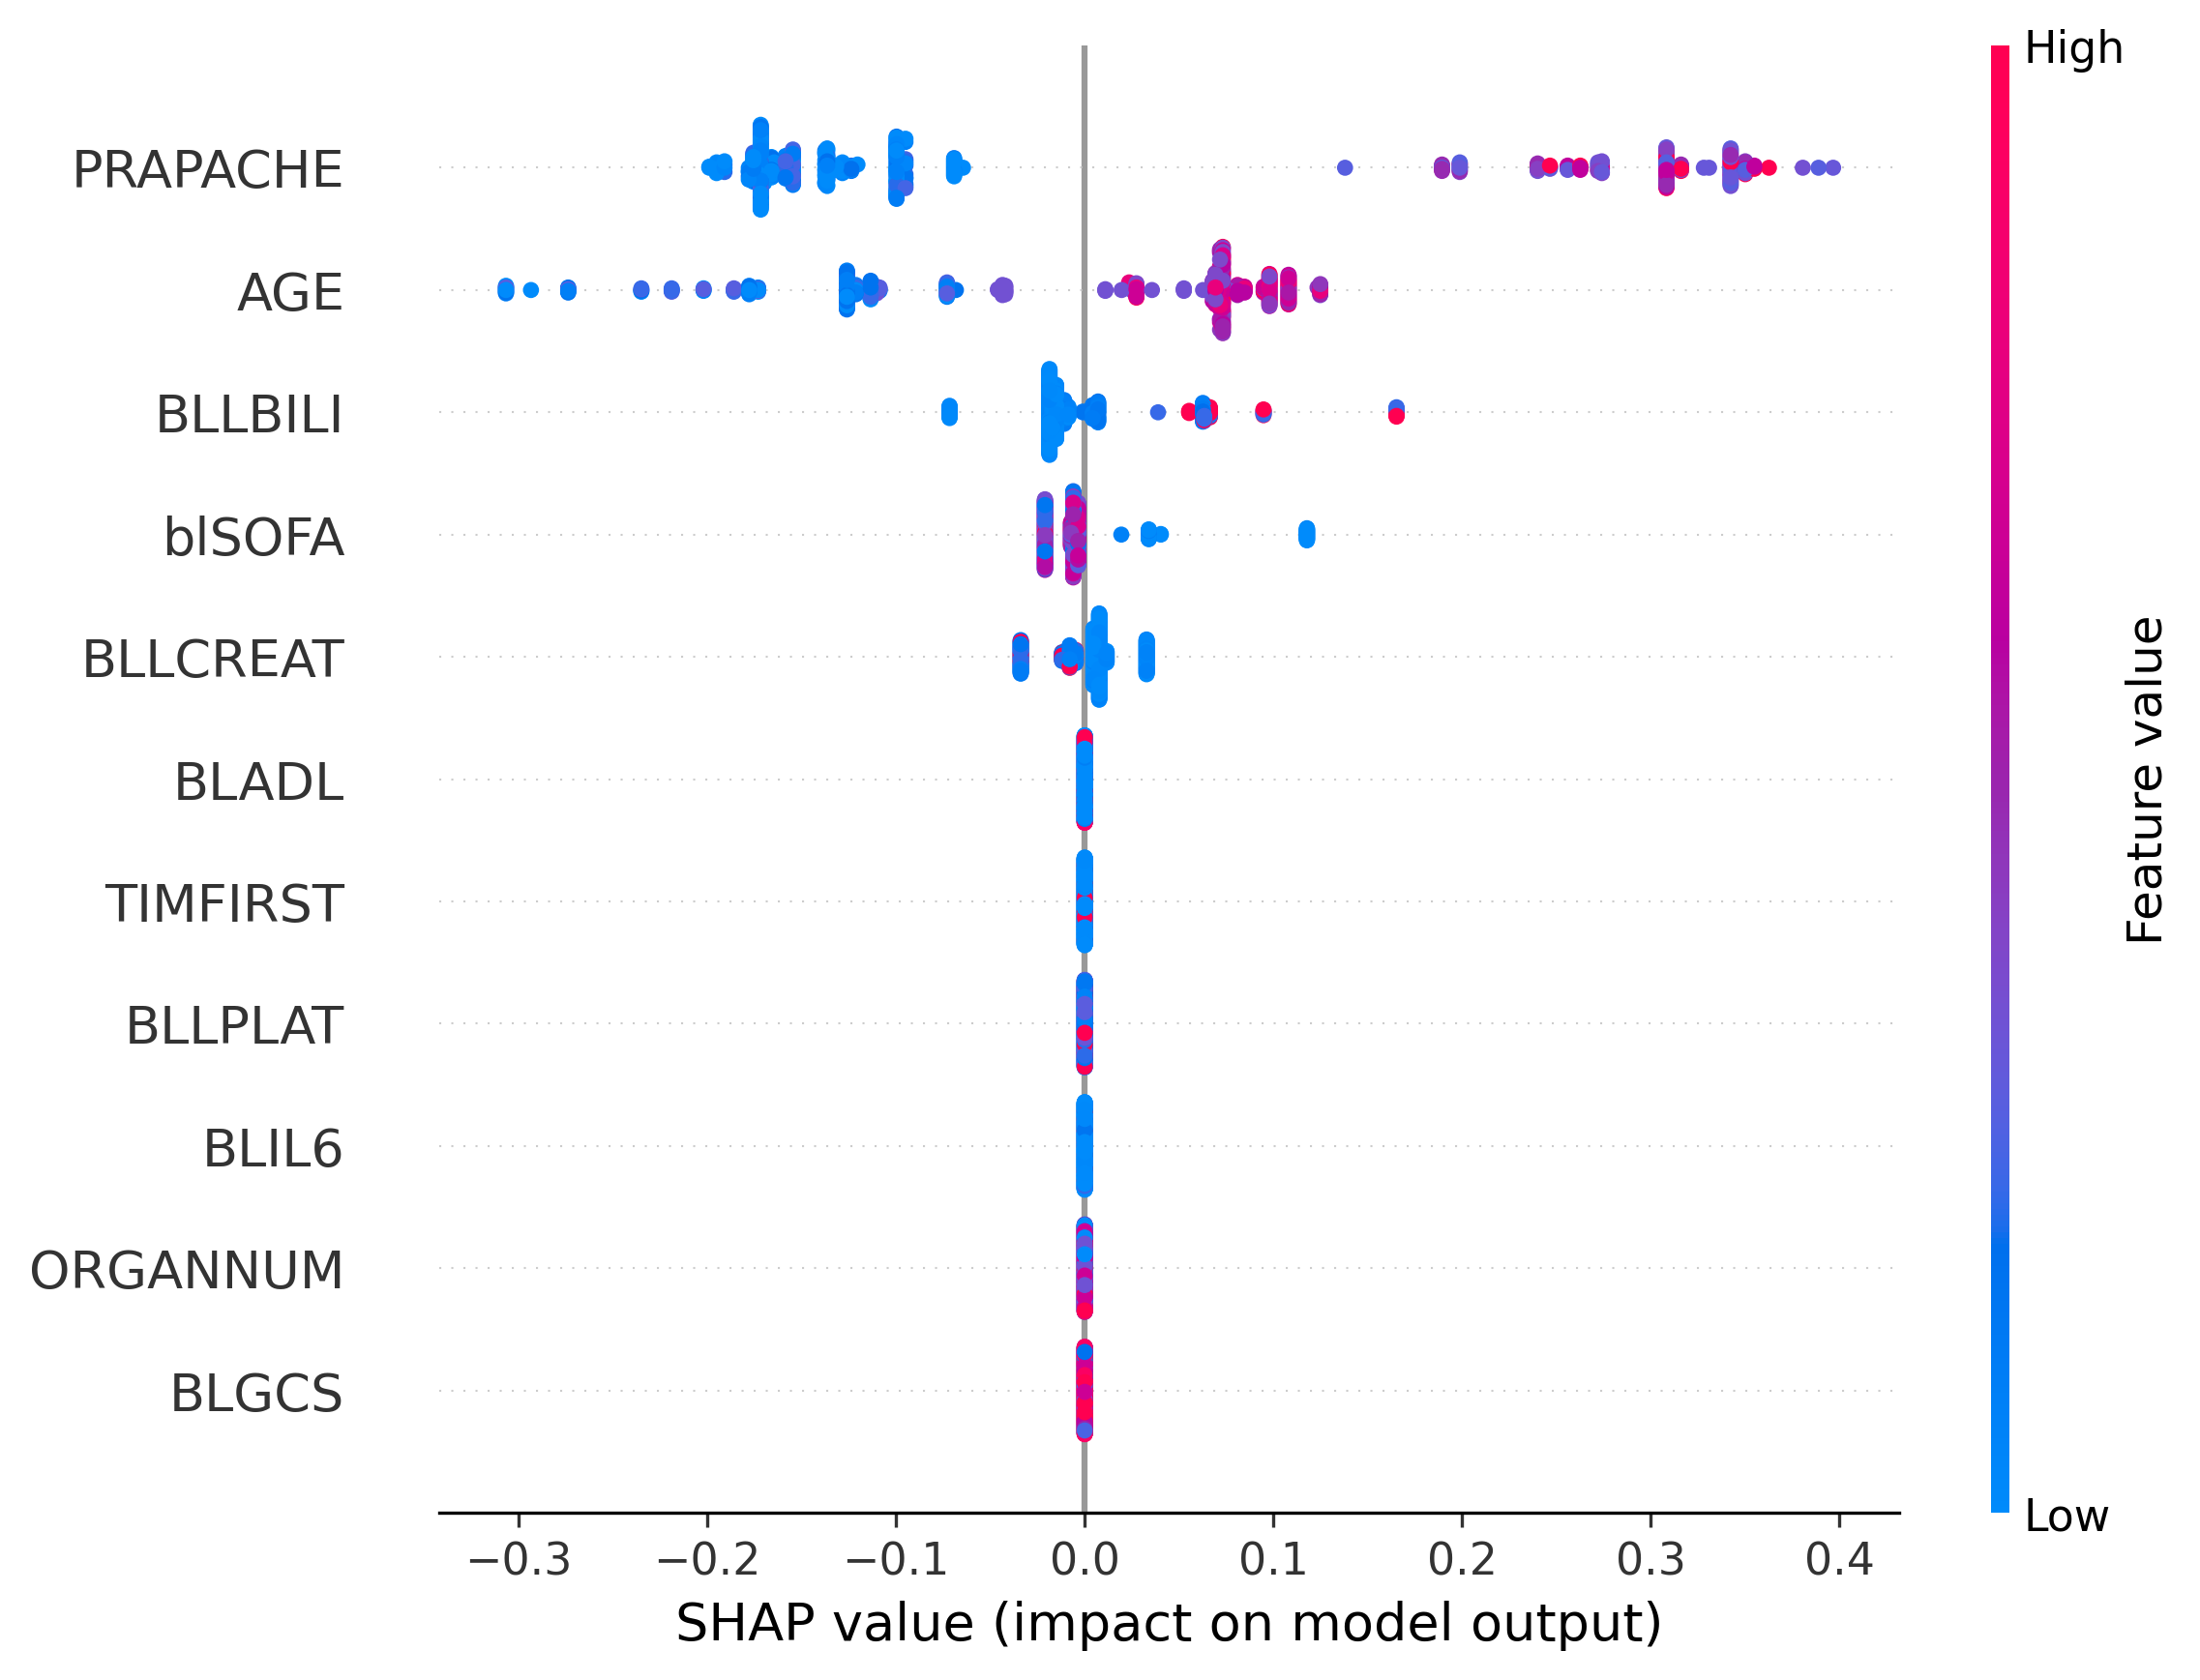 High
PRAPACHE
AGE
BLLBILI
blSOFA
BLLCREAT
BLADL
TIMFIRST
BLLPLAT
BLIL6
ORGANNUM
BLGCS
Feature value
Low
−0.3 −0.2 −0.1 0.0 0.1 0.2 0.3 0.4
SHAP value (impact on model output)